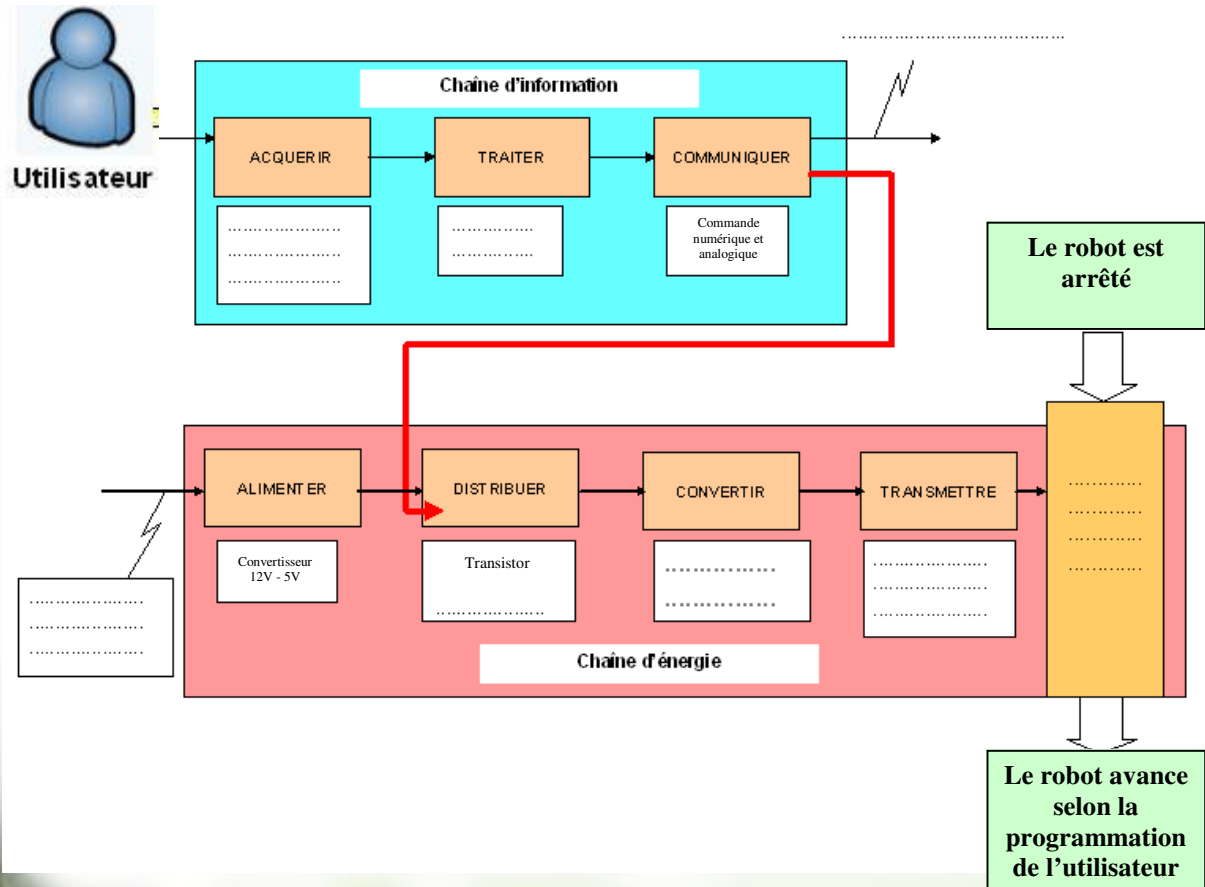 Utilisateur
..........................................
Chaîne d'information
ACQUERIR
TRAITER
COMMUNIQUER
.....................
.....................
.....................
...............
...............
Commande
numérique et
analogique
Le robot est
arrêté
ALIMENTER
DISTRIBUER
CONVERTIR
TRANSMETTRE
Convertisseur
12V - 5V
Transistor
.....................
................
................
.....................
.....................
.....................
.............
.............
.............
.............
.....................
.....................
.....................
Chaîne d'énergie
Le robot avance
selon la
programmation
de l'utilisateur